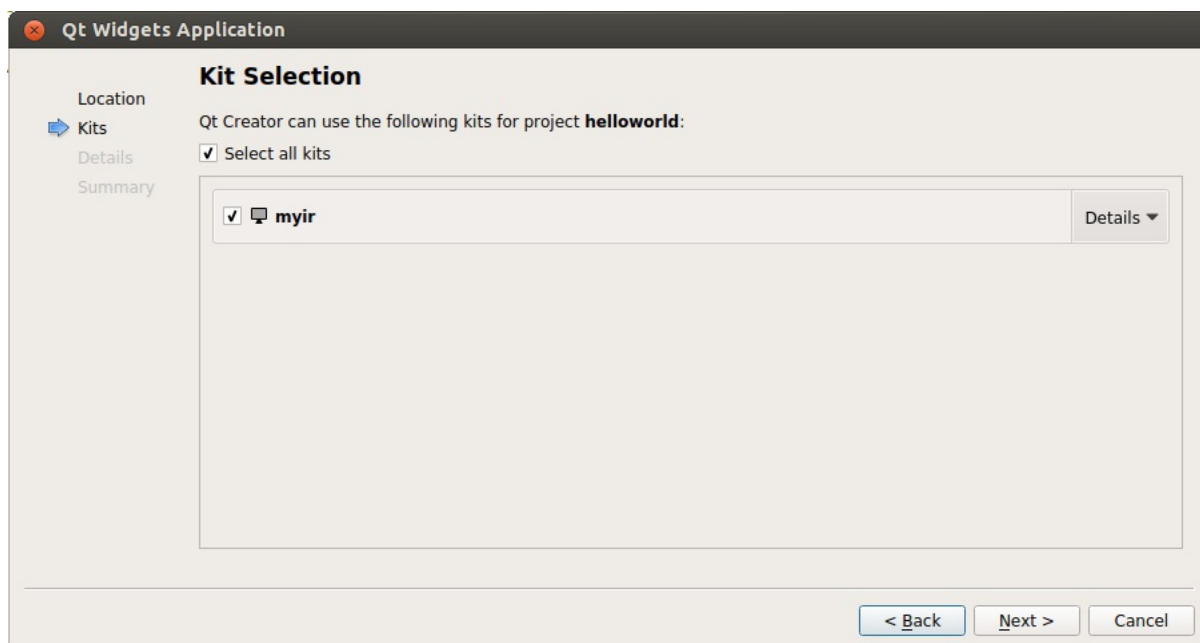 Qt Widgets Application
Location
Kits
Details
Summary
Kit Selection
Qt Creator can use the following kits for project helloworld:
Select all kits
myir
Details
< Back
Next >
Cancel